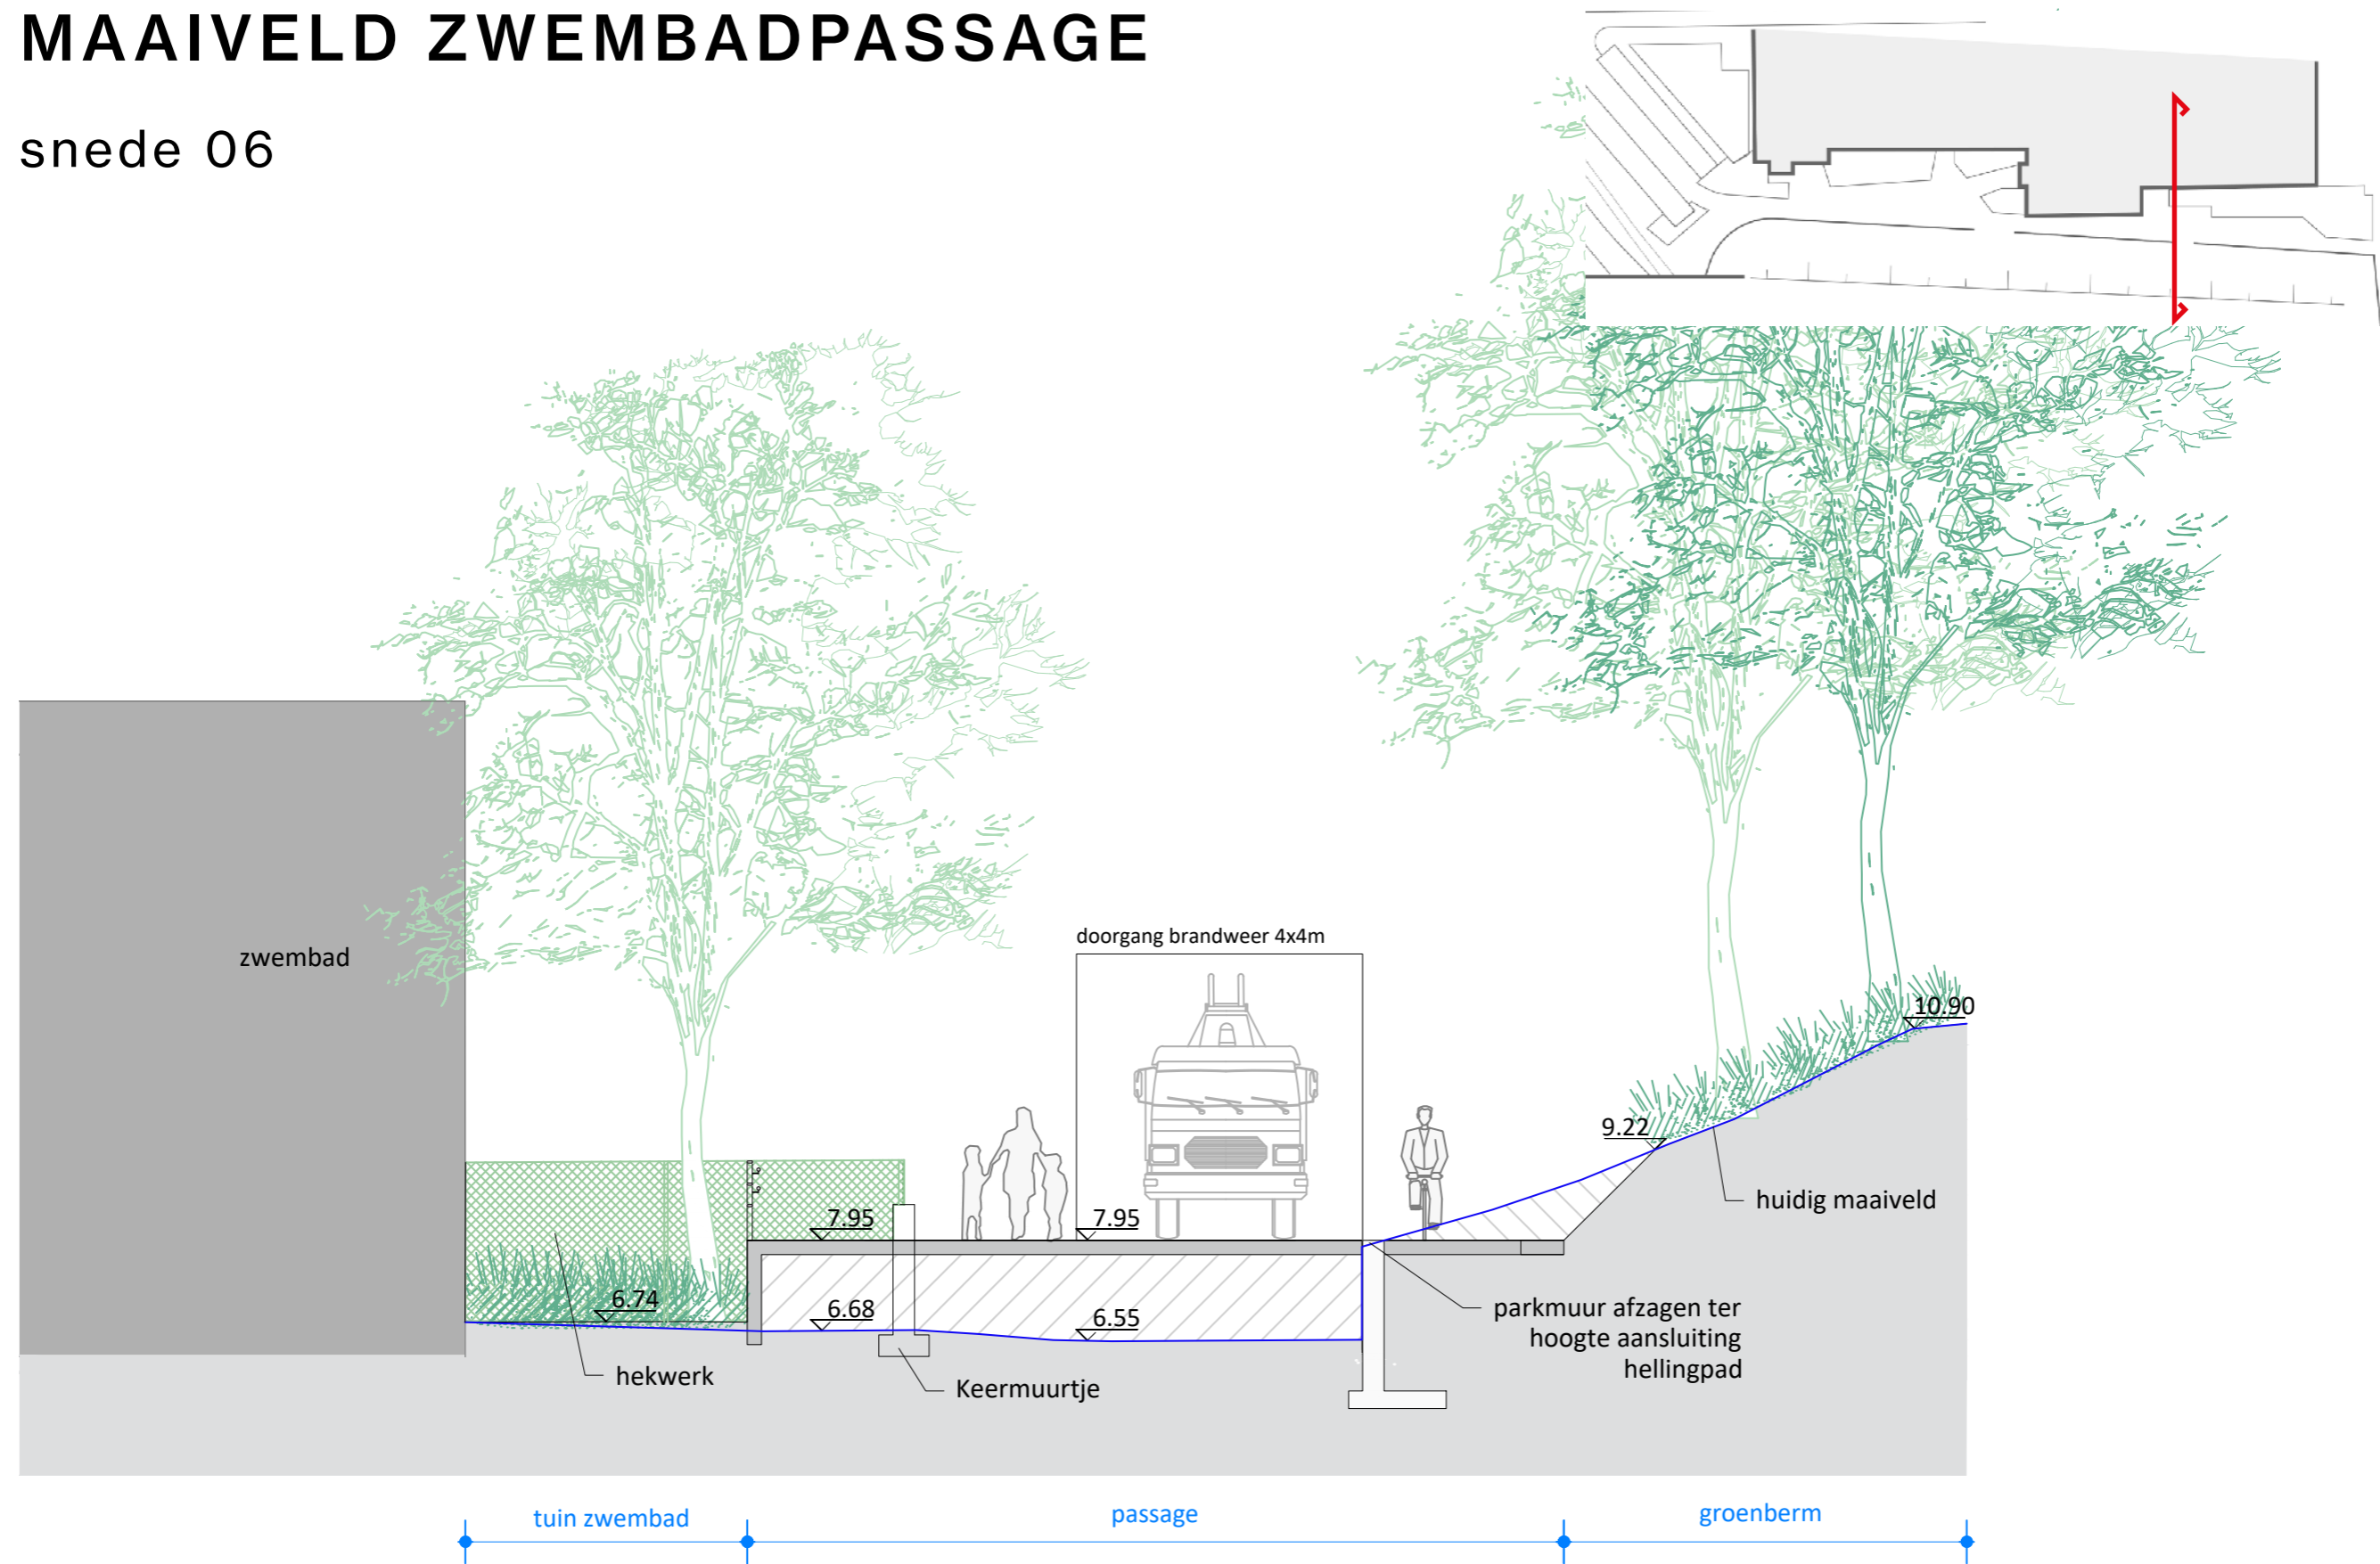 MAAIVELD ZWEMBADPASSAGE
snede 06
doorgang brandweer 4x4m
zwembad
10.90
9.22
huidig maaiveld
7.95
7.95
6.74
6.68
6.55
parkmuur afzagen ter
hoogte aansluiting
hellingpad
hekwerk
Keermuurtje
tuin zwembad
passage
groenberm